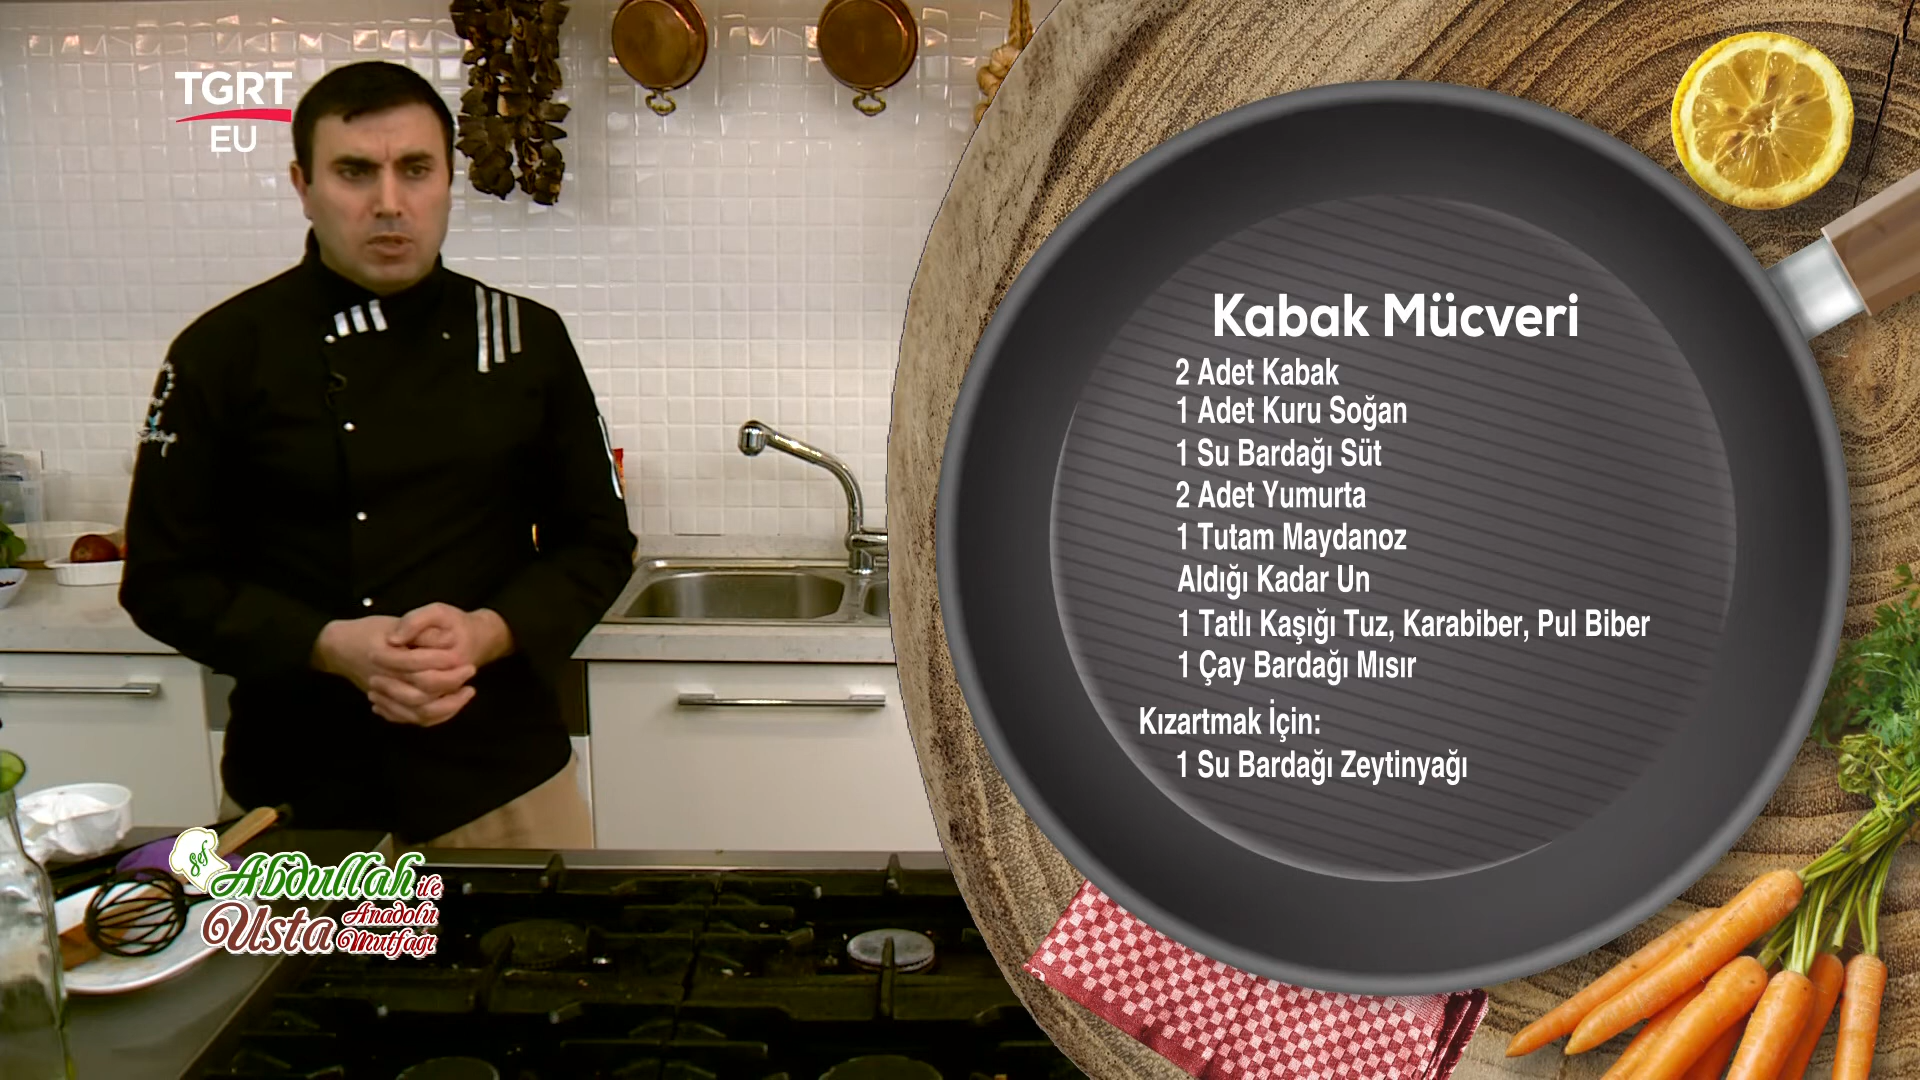 TGRT
EU
Kabak Mücveri
2 Adet Kabak
1 Adet Kuru Soğan
1 Su Bardağı Süt
2 Adet Yumurta
1 Tutam Maydanoz
Aldığı Kadar Un
1 Tatlı Kaşığı Tuz, Karabiber, Pul Biber
1 Çay Bardağı Mısır
Kızartmak İçin:
1 Su Bardağı Zeytinyağı
Şef
Abdullah ile
Usta Anadolu
Mutfağı